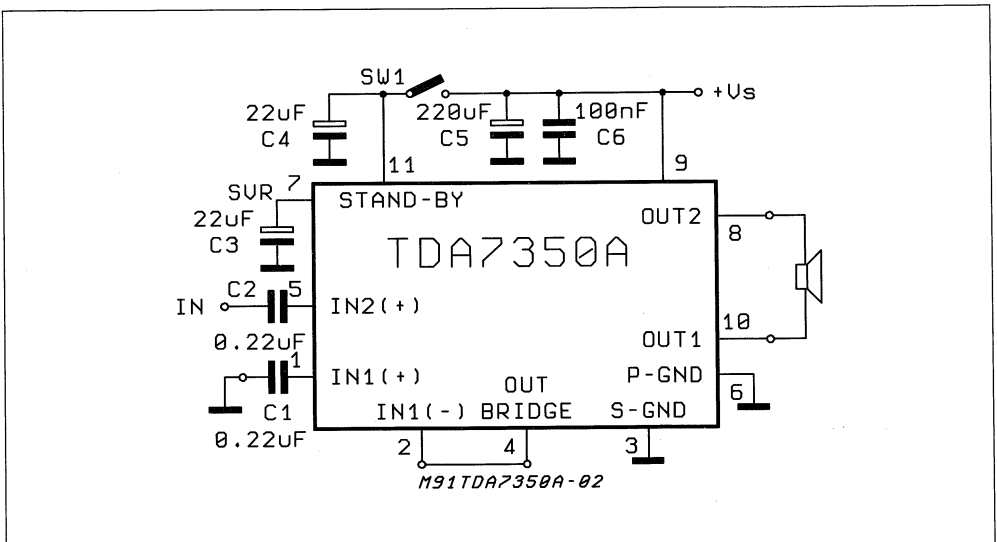 SW1
+Vs
22uF
C4
220uF
C5
100nF
C6
11
9
SVR
7
STAND-BY
22uF
C3
TDA7350A
OUT2
8
IN
C2
5
IN2(+)
0.22uF
10
OUT1
1
IN1(+)
C1
0.22uF
P-GND
6
OUT
BRIDGE
IN1(-)
S-GND
2
4
3
M91TDA7350A-02